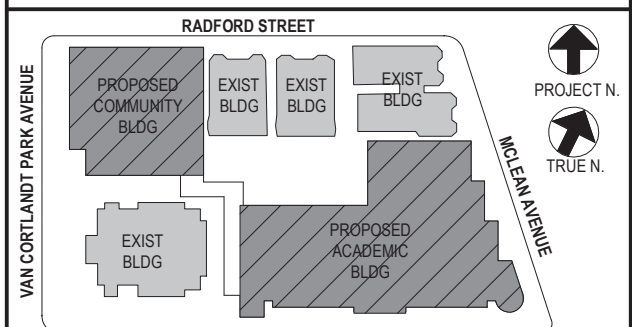 RADFORD STREET
VAN CORTLANDT PARK AVENUE
PROPOSED
COMMUNITY
BLDG
EXIST
BLDG
EXIST
BLDG
EXIST
BLDG
PROJECT N.
TRUE N.
MCLEAN AVENUE
EXIST
BLDG
PROPOSED
ACADEMIC
BLDG